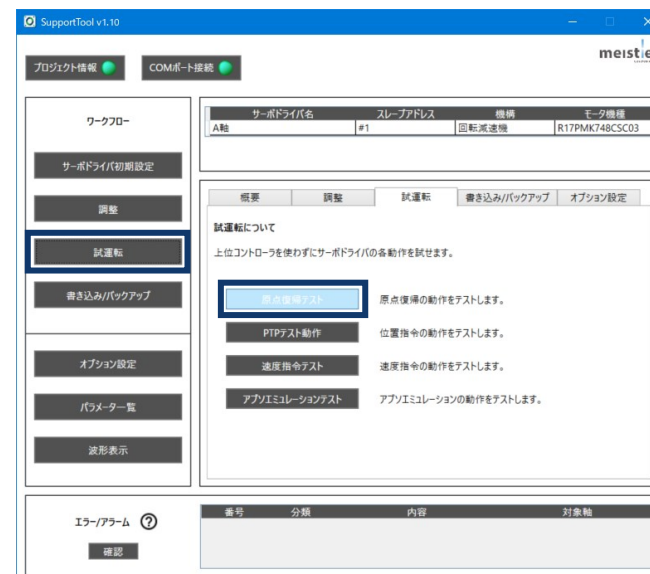 SupportTool v1.10
meistie
プロジェクト情報
COMポート接続
ワークフロー
サーボドライバ初期設定
調整
試運転
書き込み/バックアップ
オプション設定
パラメータ一覧
波形表示
サーボドライバ名 スレーブアドレス 機構 モータ機種
A軸 #1 回転減速機 R17PMK748CSC03
概要 調整 試運転 書き込み/バックアップ オプション設定
試運転について
上位コントローラを使わずにサーボドライバの各動作を試せます。
原点復帰テスト 原点復帰の動作をテストします。
PTPテスト動作 位置指令の動作をテストします。
速度指令テスト 速度指令の動作をテストします。
アプソエミュレーションテスト アプソエミュレーションの動作をテストします。
エラー/アラーム ?
確認
番号 分類 内容 対象軸